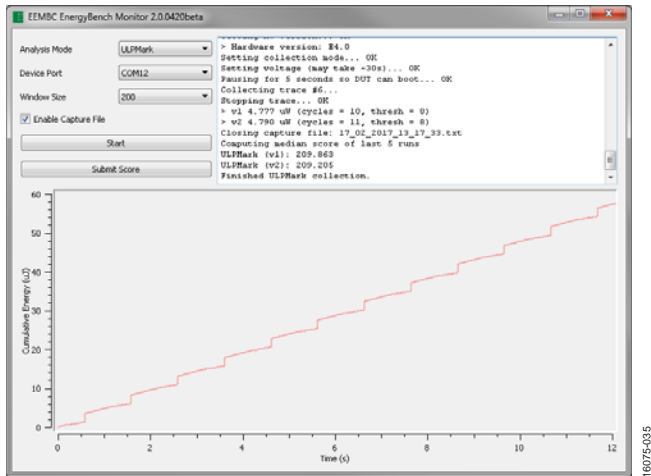 EEMBC EnergyBench Monitor 2.0.0420beta
Analysis Mode
ULPMark
Device Port
COM12
Window Size
200
Enable Capture File
Start
Submit Score
> Hardware version: E4.0
Setting collection mode... OK
Setting voltage (may take ~30s)... OK
Pausing for 5 seconds so DUT can boot... OK
Collecting trace #6...
Stopping trace... OK
> v1 4.777 uW (cycles = 10, thresh = 8)
> v2 4.790 uW (cycles = 11, thresh = 8)
Closing capture file: 17_02_2017_13_17_33.txt
Computing median score of last 5 runs
ULPMark (v1): 209.863
ULPMark (v2): 209.205
Finished ULPMark collection.
60
50
40
30
20
10
0
Cumulative Energy (uJ)
0 2 4 6 8 10 12
Time (s)
16075-035